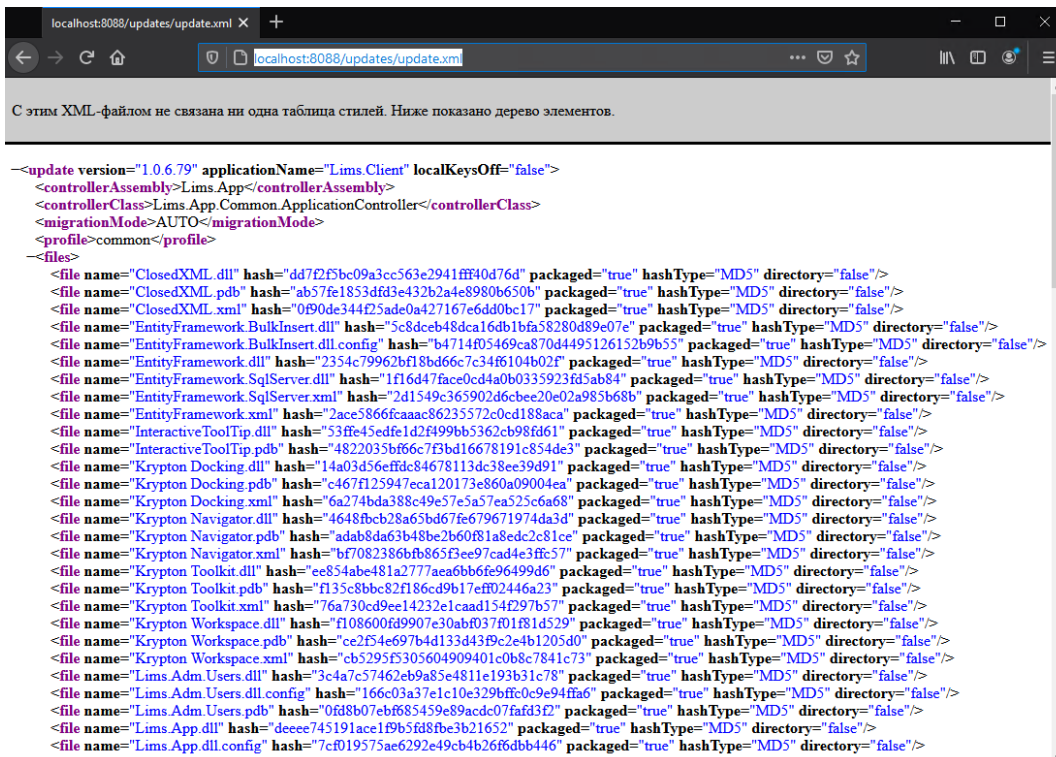 localhost:8088/updates/update.xml
localhost:8088/updates/update.xml
С этим XML-файлом не связана ни одна таблица стилей. Ниже показано дерево элементов.
–<update version="1.0.6.79" applicationName="Lims.Client" localKeysOff="false">
<controllerAssembly>Lims.App</controllerAssembly>
<controllerClass>Lims.App.Common.ApplicationController</controllerClass>
<migrationMode>AUTO</migrationMode>
<profile>common</profile>
–<files>
<file name="ClosedXML.dll" hash="dd7f2f5bc09a3cc563e2941fff40d76d" packaged="true" hashType="MD5" directory="false"/>
<file name="ClosedXML.pdb" hash="ab57fe1853dfd3e432b2a4e8980b650b" packaged="true" hashType="MD5" directory="false"/>
<file name="ClosedXML.xml" hash="0f90de344f25ade0a427167e6dd0bc17" packaged="true" hashType="MD5" directory="false"/>
<file name="EntityFramework.BulkInsert.dll" hash="5c8dceb48dca16db1bfa58280d89e07e" packaged="true" hashType="MD5" directory="false"/>
<file name="EntityFramework.BulkInsert.dll.config" hash="b4714f05469ca870d4495126152b9b55" packaged="true" hashType="MD5" directory="false"/>
<file name="EntityFramework.dll" hash="2354c79962bf18bd66c7c34f6104b02f" packaged="true" hashType="MD5" directory="false"/>
<file name="EntityFramework.SqlServer.dll" hash="1f16d47face0cd4a0b0335923fd5ab84" packaged="true" hashType="MD5" directory="false"/>
<file name="EntityFramework.SqlServer.xml" hash="2d1549c365902d6cbee20e02a985b68b" packaged="true" hashType="MD5" directory="false"/>
<file name="EntityFramework.xml" hash="2ace5866fcaaac86235572c0cd188aca" packaged="true" hashType="MD5" directory="false"/>
<file name="InteractiveToolTip.dll" hash="53ffe45edfe1d2f499bb5362cb98fd61" packaged="true" hashType="MD5" directory="false"/>
<file name="InteractiveToolTip.pdb" hash="4822035bf66c7f3bd16678191c854de3" packaged="true" hashType="MD5" directory="false"/>
<file name="Krypton Docking.dll" hash="14a03d56effdc84678113dc38ee39d91" packaged="true" hashType="MD5" directory="false"/>
<file name="Krypton Docking.pdb" hash="c467f125947eca120173e860a09004ea" packaged="true" hashType="MD5" directory="false"/>
<file name="Krypton Docking.xml" hash="6a274bda388c49e57e5a57ea525c6a68" packaged="true" hashType="MD5" directory="false"/>
<file name="Krypton Navigator.dll" hash="4648fbcb28a65bd67fe679671974da3d" packaged="true" hashType="MD5" directory="false"/>
<file name="Krypton Navigator.pdb" hash="adab8da63b48be2b60f81a8edc2c81ce" packaged="true" hashType="MD5" directory="false"/>
<file name="Krypton Navigator.xml" hash="bf7082386bfb865f3ee97cad4e3ffc57" packaged="true" hashType="MD5" directory="false"/>
<file name="Krypton Toolkit.dll" hash="ee854abe481a2777aea6bb6fe96499d6" packaged="true" hashType="MD5" directory="false"/>
<file name="Krypton Toolkit.pdb" hash="f135c8bbc82f186cd9b17eff02446a23" packaged="true" hashType="MD5" directory="false"/>
<file name="Krypton Toolkit.xml" hash="76a730cd9ee14232e1caad154f297b57" packaged="true" hashType="MD5" directory="false"/>
<file name="Krypton Workspace.dll" hash="f108600fd9907e30abf037f01f81d529" packaged="true" hashType="MD5" directory="false"/>
<file name="Krypton Workspace.pdb" hash="ce2f54e697b4d133d43f9c2e4b1205d0" packaged="true" hashType="MD5" directory="false"/>
<file name="Krypton Workspace.xml" hash="cb5295f5305604909401c0b8c7841c73" packaged="true" hashType="MD5" directory="false"/>
<file name="Lims.Adm.Users.dll" hash="3c4a7c57462eb9a85e4811e193b31c78" packaged="true" hashType="MD5" directory="false"/>
<file name="Lims.Adm.Users.dll.config" hash="166c03a37e1c10e329bffc0c9e94ffa6" packaged="true" hashType="MD5" directory="false"/>
<file name="Lims.Adm.Users.pdb" hash="0fd8b07ebf685459e89acdc07fafd3f2" packaged="true" hashType="MD5" directory="false"/>
<file name="Lims.App.dll" hash="deeee745191ace1f9b5fd8fbe3b21652" packaged="true" hashType="MD5" directory="false"/>
<file name="Lims.App.dll.config" hash="7cf019575ae6292e49cb4b26f6dbb446" packaged="true" hashType="MD5" directory="false"/>